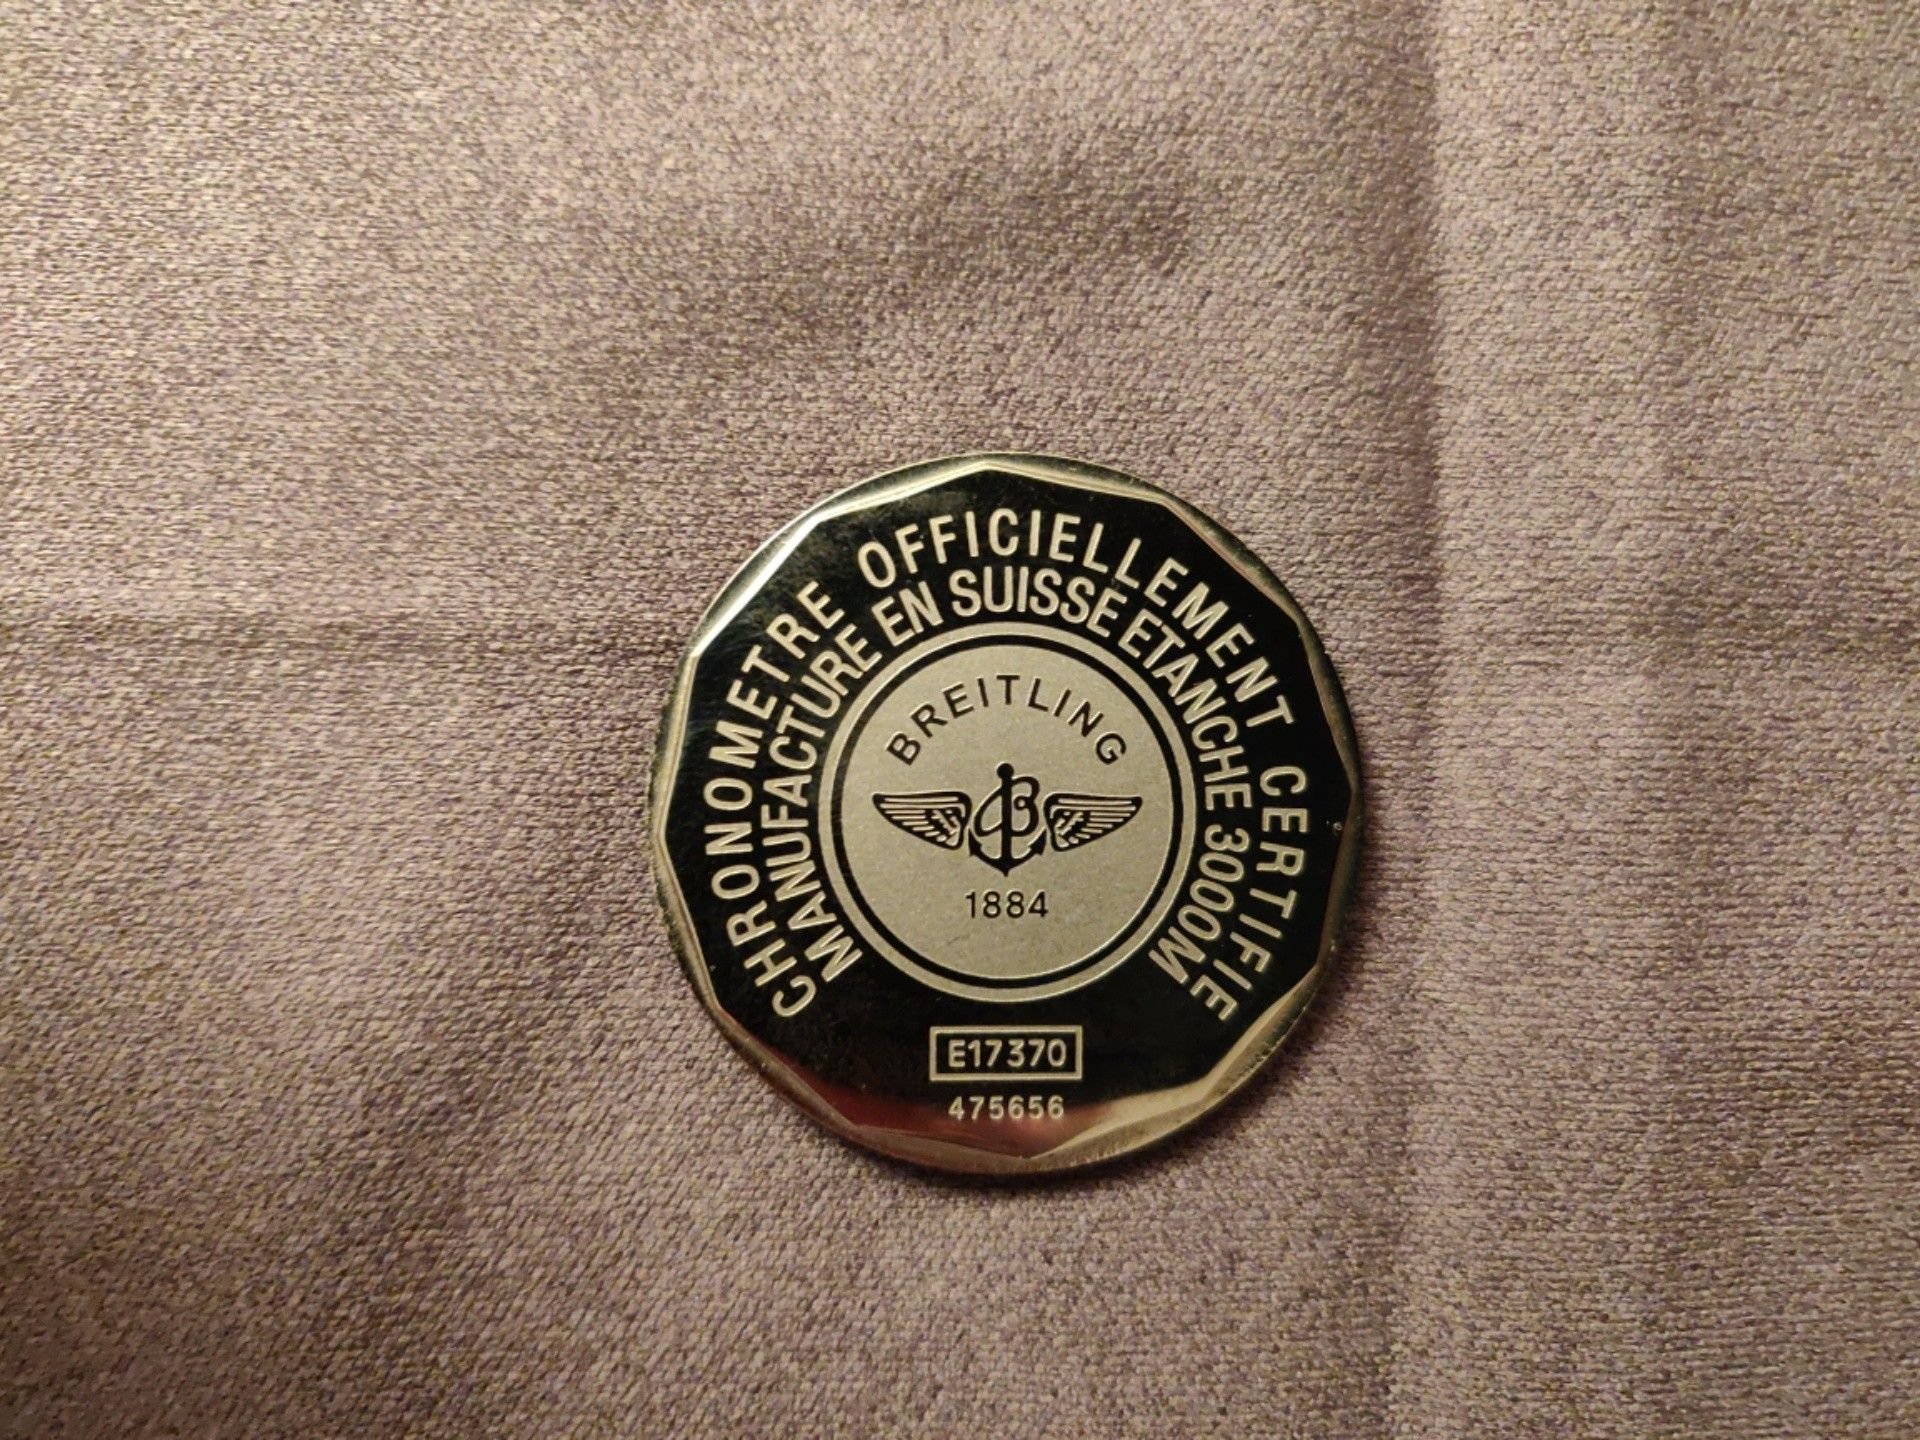 CHRONOMETRE OFFICIELLEMENT CERTIFIE
MANUFACTURE EN SUISSE ETANCHE 3000M
BREITLING
1884
E17370
475656